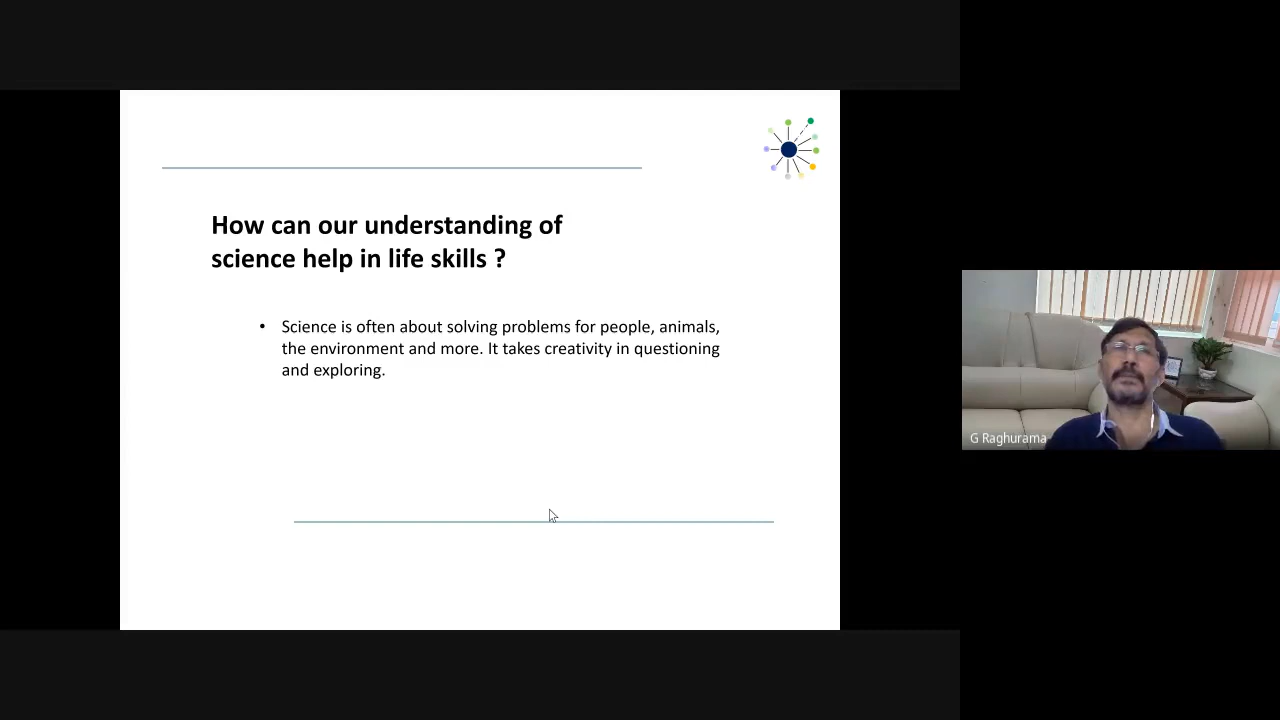 How can our understanding of
science help in life skills ?
• Science is often about solving problems for people, animals,
the environment and more. It takes creativity in questioning
and exploring.
G Raghurama